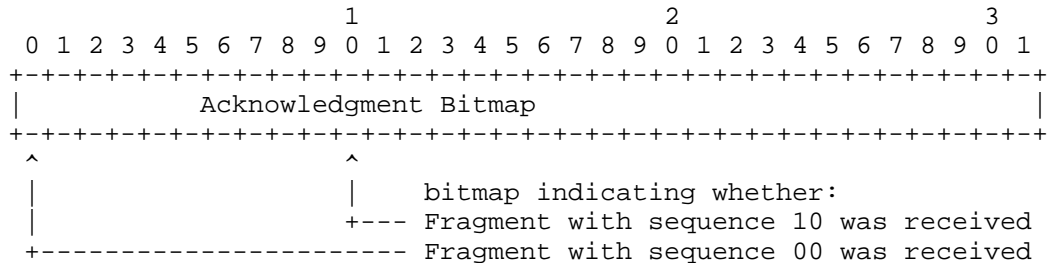 1                   2                   3
 0 1 2 3 4 5 6 7 8 9 0 1 2 3 4 5 6 7 8 9 0 1 2 3 4 5 6 7 8 9 0 1
+-+-+-+-+-+-+-+-+-+-+-+-+-+-+-+-+-+-+-+-+-+-+-+-+-+-+-+-+-+-+-+-+
|           Acknowledgment Bitmap                               |
+-+-+-+-+-+-+-+-+-+-+-+-+-+-+-+-+-+-+-+-+-+-+-+-+-+-+-+-+-+-+-+-+
 ^                   ^
 |                   |    bitmap indicating whether:
 |                   +--- Fragment with sequence 10 was received
 +----------------------- Fragment with sequence 00 was received